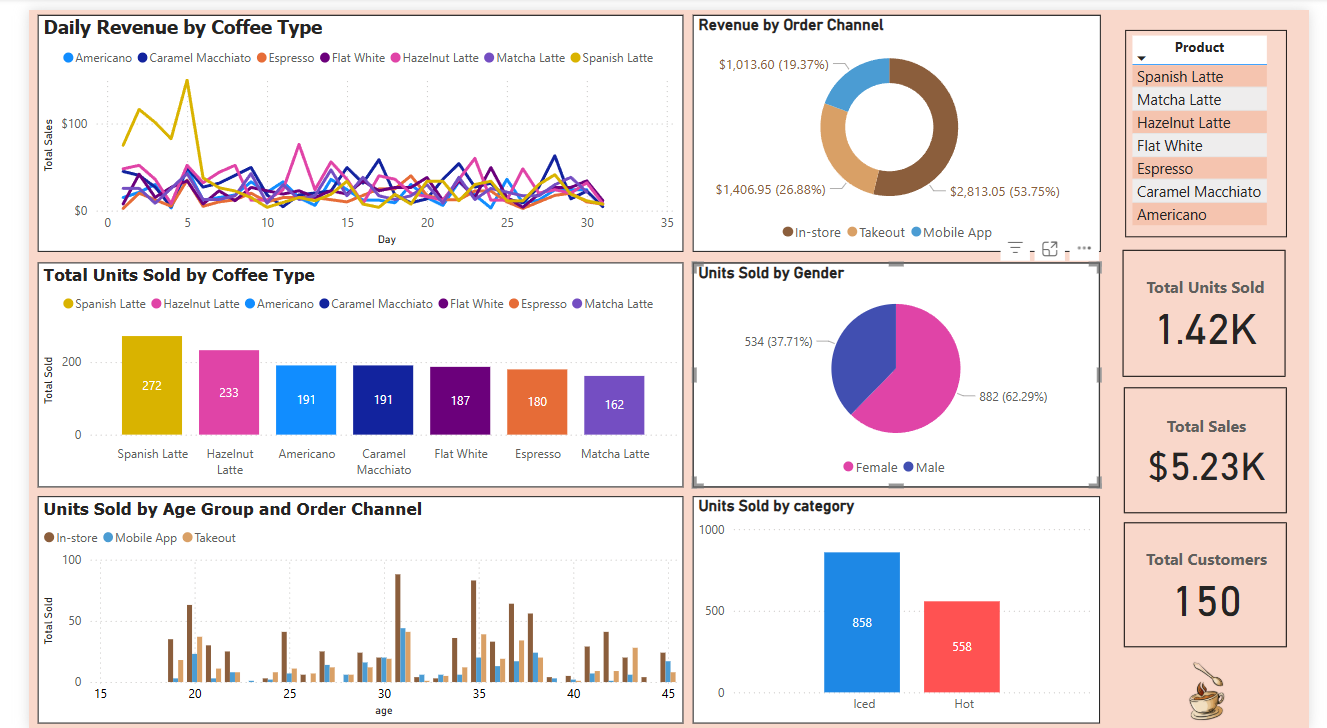 Daily Revenue by Coffee Type
Americano Caramel Macchiato Espresso Flat White Hazelnut Latte Matcha Latte Spanish Latte
Total Sales
$100
$0
0 5 10 15 20 25 30 35
Day
Revenue by Order Channel
$1,013.60 (19.37%)
$1,406.95 (26.88%)
$2,813.05 (53.75%)
In-store Takeout Mobile App
Product
Spanish Latte
Matcha Latte
Hazelnut Latte
Flat White
Espresso
Caramel Macchiato
Americano
Total Units Sold by Coffee Type
Spanish Latte Hazelnut Latte Americano Caramel Macchiato Flat White Espresso Matcha Latte
Total Sold
200
0
272 233 191 191 187 180 162
Spanish Latte Hazelnut Latte Americano Caramel Macchiato Flat White Espresso Matcha Latte
Units Sold by Gender
534 (37.71%)
882 (62.29%)
Female Male
Total Units Sold
1.42K
Total Sales
$5.23K
Total Customers
150
Units Sold by Age Group and Order Channel
In-store Mobile App Takeout
Total Sold
100
50
0
15 20 25 30 35 40 45
age
Units Sold by category
1000
500
0
858
558
Iced Hot